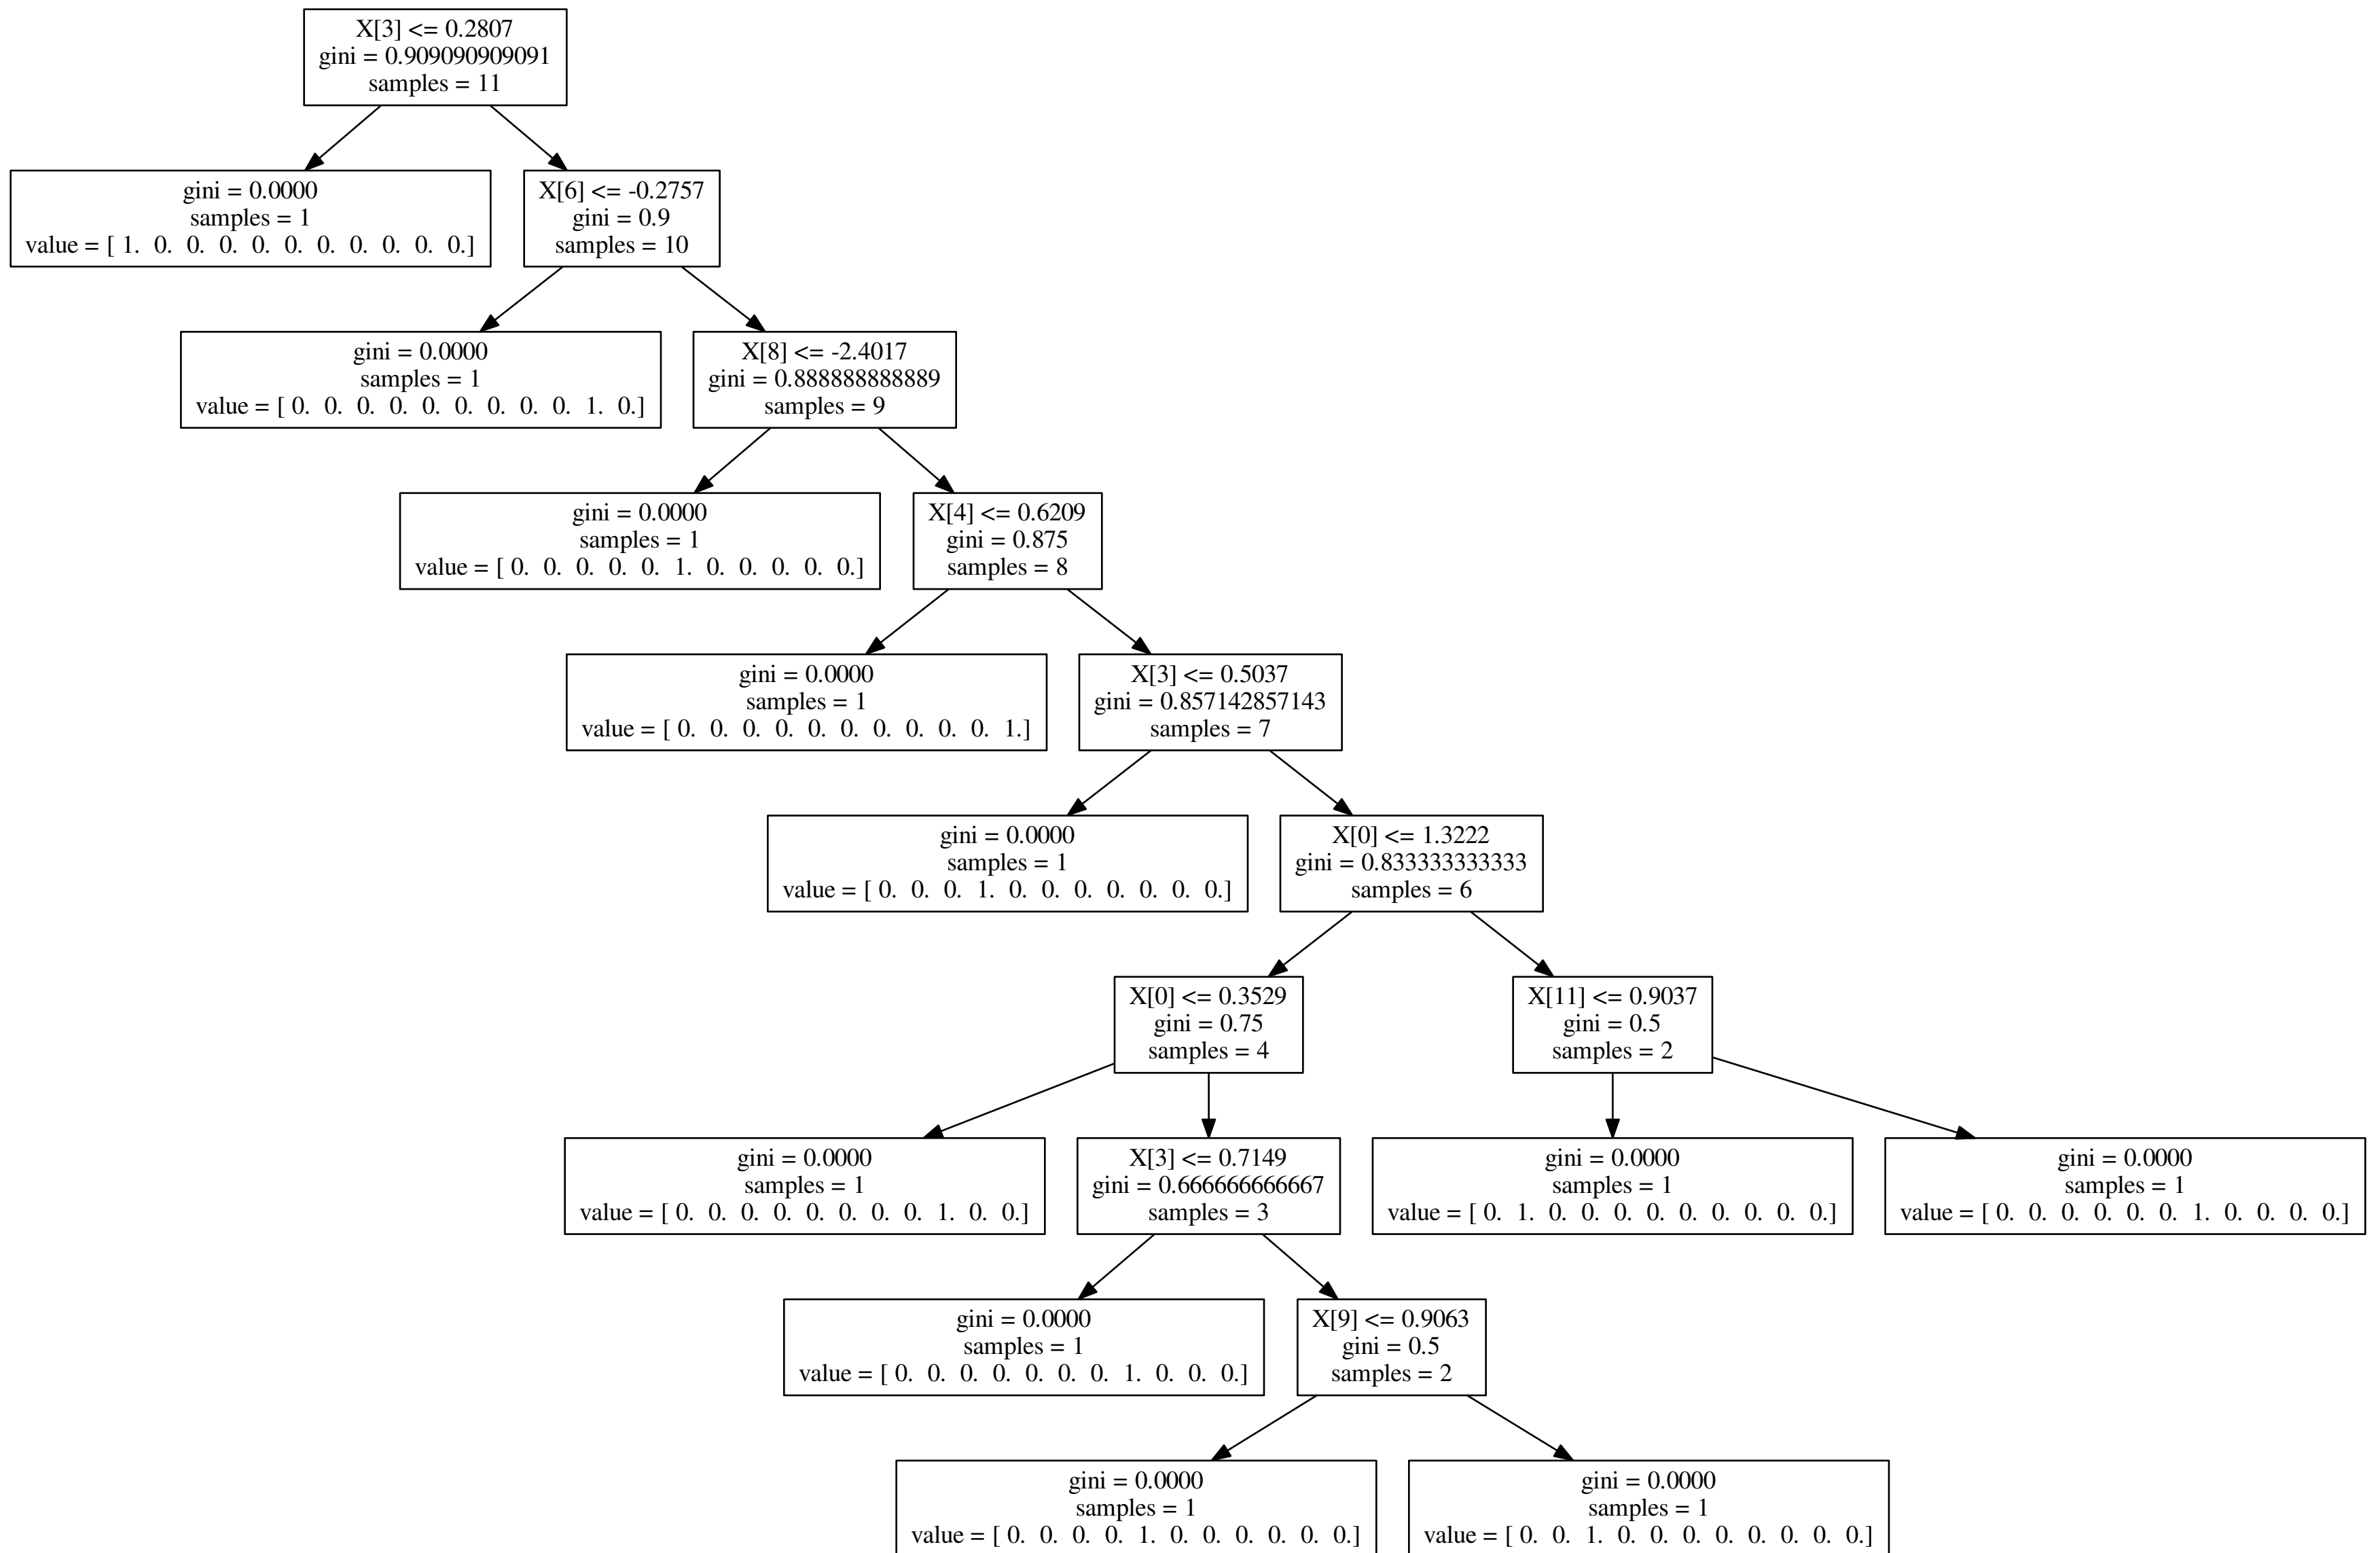 X[3] <= 0.2807
gini = 0.909090909091
samples = 11
gini = 0.0000
samples = 1
value = [ 1. 0. 0. 0. 0. 0. 0. 0. 0. 0. 0.]
X[6] <= -0.2757
gini = 0.9
samples = 10
gini = 0.0000
samples = 1
value = [ 0. 0. 0. 0. 0. 0. 0. 0. 0. 1. 0.]
X[8] <= -2.4017
gini = 0.888888888889
samples = 9
gini = 0.0000
samples = 1
value = [ 0. 0. 0. 0. 0. 1. 0. 0. 0. 0. 0.]
X[4] <= 0.6209
gini = 0.875
samples = 8
gini = 0.0000
samples = 1
value = [ 0. 0. 0. 0. 0. 0. 0. 0. 0. 0. 1.]
X[3] <= 0.5037
gini = 0.857142857143
samples = 7
gini = 0.0000
samples = 1
value = [ 0. 0. 0. 1. 0. 0. 0. 0. 0. 0. 0.]
X[0] <= 1.3222
gini = 0.833333333333
samples = 6
X[0] <= 0.3529
gini = 0.75
samples = 4
X[11] <= 0.9037
gini = 0.5
samples = 2
gini = 0.0000
samples = 1
value = [ 0. 0. 0. 0. 0. 0. 0. 0. 1. 0. 0.]
X[3] <= 0.7149
gini = 0.666666666667
samples = 3
gini = 0.0000
samples = 1
value = [ 0. 1. 0. 0. 0. 0. 0. 0. 0. 0. 0.]
gini = 0.0000
samples = 1
value = [ 0. 0. 0. 0. 0. 0. 1. 0. 0. 0. 0.]
gini = 0.0000
samples = 1
value = [ 0. 0. 0. 0. 0. 0. 0. 1. 0. 0. 0.]
X[9] <= 0.9063
gini = 0.5
samples = 2
gini = 0.0000
samples = 1
value = [ 0. 0. 0. 0. 1. 0. 0. 0. 0. 0. 0.]
gini = 0.0000
samples = 1
value = [ 0. 0. 1. 0. 0. 0. 0. 0. 0. 0. 0.]